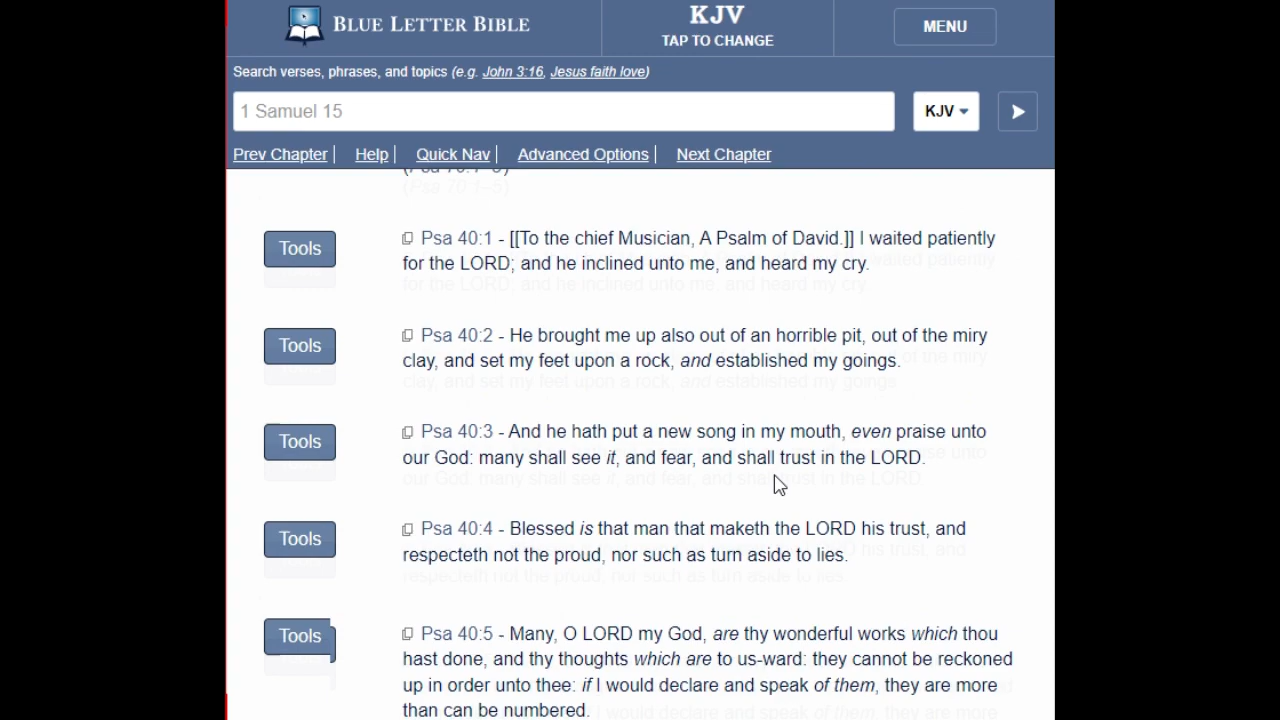 BLUE LETTER BIBLE
KJV
TAP TO CHANGE
MENU
Search verses, phrases, and topics (e.g. John 3:16, Jesus faith love)
1 Samuel 15
KJV
Prev Chapter| Help| Quick Nav| Advanced Options| Next Chapter
Tools
Psa 40:1 - [[To the chief Musician, A Psalm of David.]] I waited patiently
for the LORD; and he inclined unto me, and heard my cry.
Tools
Psa 40:2 - He brought me up also out of an horrible pit, out of the miry
clay, and set my feet upon a rock, and established my goings.
Tools
Psa 40:3 - And he hath put a new song in my mouth, even praise unto
our God: many shall see it, and fear, and shall trust in the LORD.
Tools
Psa 40:4 - Blessed is that man that maketh the LORD his trust, and
respecteth not the proud, nor such as turn aside to lies.
Tools
Psa 40:5 - Many, O LORD my God, are thy wonderful works which thou
hast done, and thy thoughts which are to us-ward: they cannot be reckoned
up in order unto thee: if I would declare and speak of them, they are more
than can be numbered.